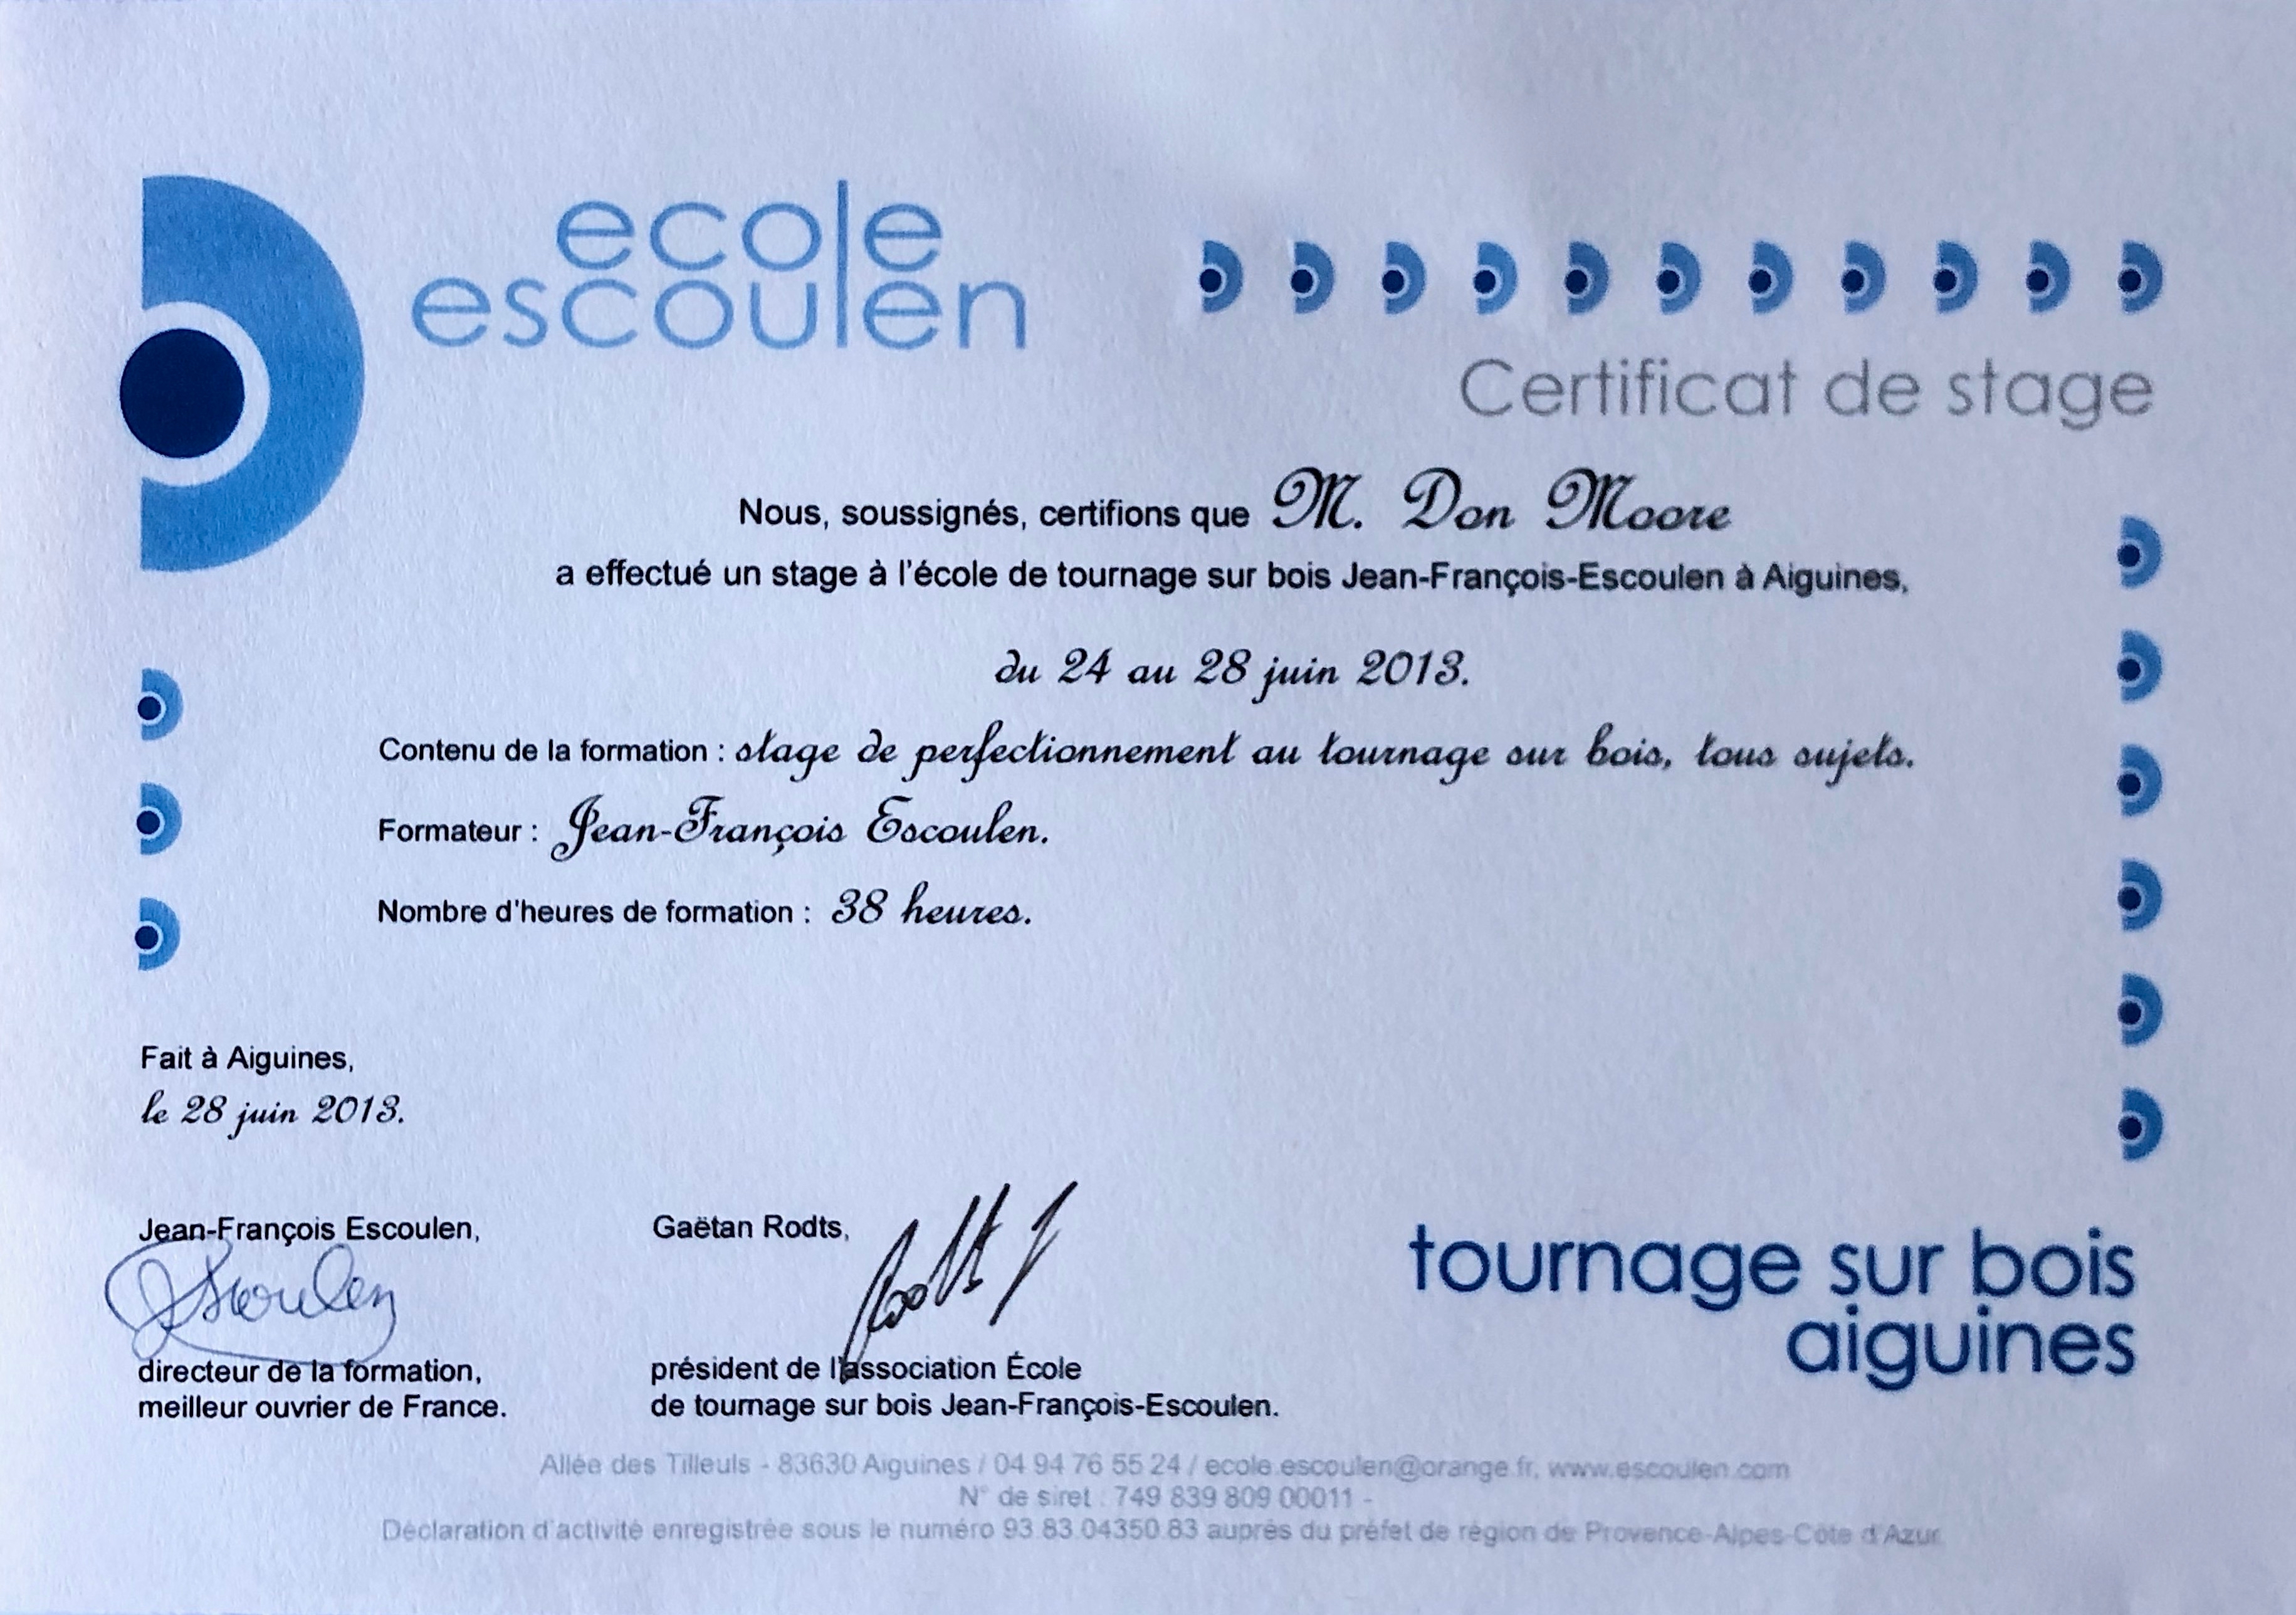 ecole
escoulen
Certificat de stage
Nous, soussignés, certifions que M. Don Moore
a effectué un stage à l'école de tournage sur bois Jean-François-Escoulen à Aiguines,
du 24 au 28 juin 2013.
Contenu de la formation : stage de perfectionnement au tournage sur bois, tous sujets.
Formateur : Jean-François Escoulen.
Nombre d'heures de formation : 38 heures.
Fait à Aiguines,
le 28 juin 2013.
Jean-François Escoulen,
Escoulen
directeur de la formation,
meilleur ouvrier de France.
Gaëtan Rodts,
Rodts
président de l'association École
de tournage sur bois Jean-François-Escoulen.
tournage sur bois
aiguines
Allée des Tilleuls - 83630 Aiguines / 04 94 76 55 24 / ecole.escoulen@orange.fr, www.escoulen.com
N° de siret : 749 839 809 00011 -
Déclaration d'activité enregistrée sous le numéro 93 83 04350 83 auprès du préfet de région de Provence-Alpes-Côte d'Azur